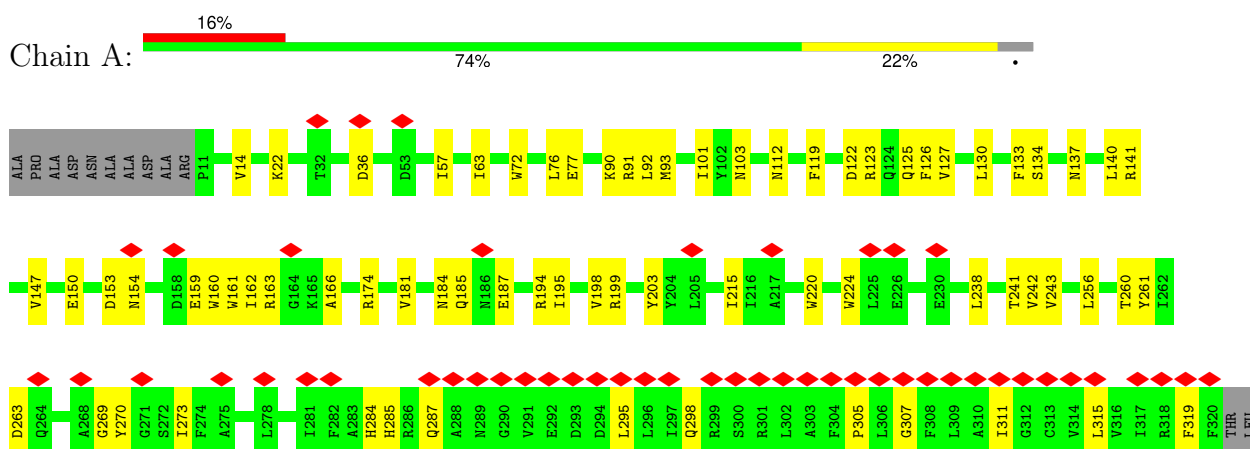 16%
Chain A:
74% 22% •
ALA PRO ALA ASP ASN ALA ALA ASP ALA ARG P11 V14 K22 T32 D36 D53 I57 I63 W72 L76 E77 K90 R91 L92 M93 I101 Y102 N103 N112 F119 D122 R123 Q124 Q125 F126 V127 L130 F133 S134 N137 L140 R141
V147 E150 D153 N154 D158 E159 W160 W161 I162 R163 G164 K165 A166 R174 V181 N184 Q185 N186 E187 R194 I195 V198 R199 Y203 Y204 L205 I215 I216 A217 W220 W224 L225 E226 E230 L238 T241 V242 V243 L256 T260 Y261 I262
D263 Q264 A268 G269 Y270 G271 S272 I273 F274 A275 L278 I281 F282 A283 H284 H285 R286 Q287 A288 N289 G290 V291 E292 D293 D294 L295 L296 I297 Q298 R299 S300 R301 L302 A303 F304 P305 L306 G307 F308 L309 A310 I311 G312 C313 V314 L315 V316 I317 R318 F319 F320 THR LEU